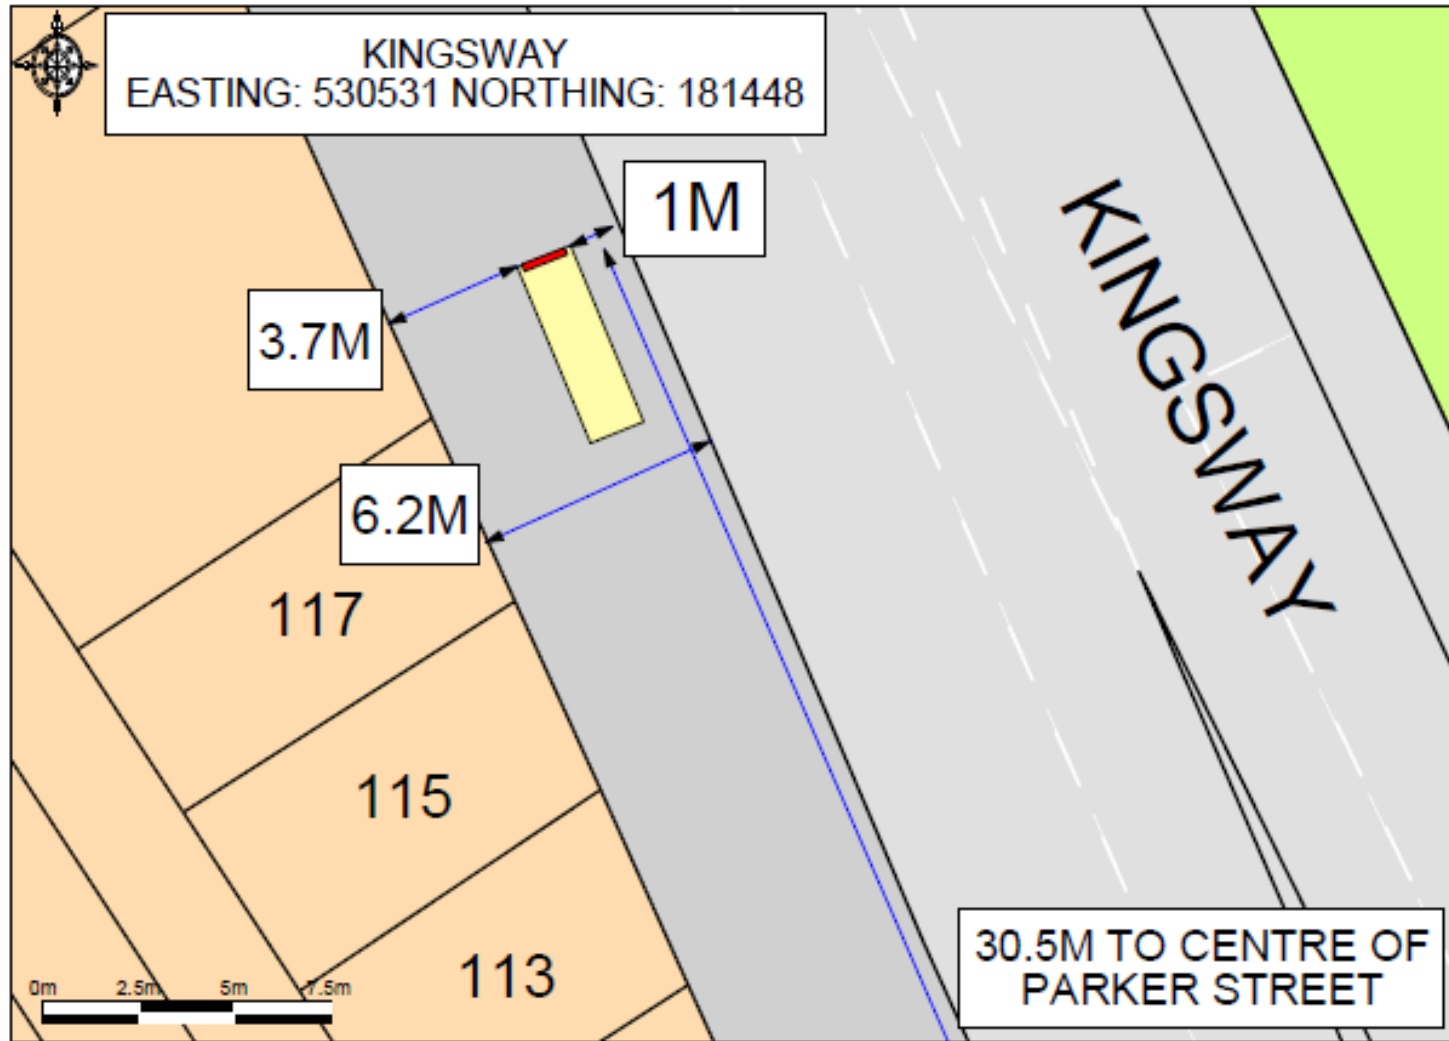 KINGSWAY
EASTING: 530531 NORTHING: 181448
1M
3.7M
KINGSWAY
6.2M
117
115
113
30.5M TO CENTRE OF
PARKER STREET
0m 2.5m 5m 7.5m